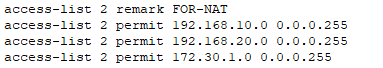 access-list 2 remark FOR-NAT
access-list 2 permit 192.168.10.0 0.0.0.255
access-list 2 permit 192.168.20.0 0.0.0.255
access-list 2 permit 172.30.1.0 0.0.0.255